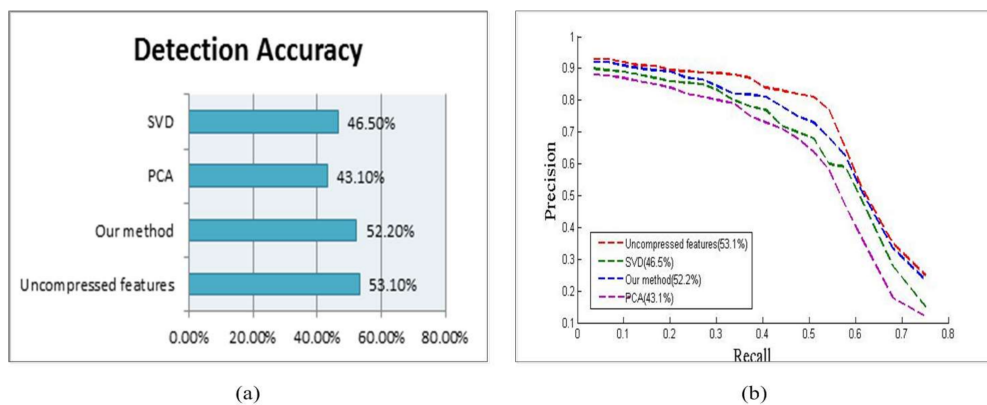 Detection Accuracy
SVD
46.50%
PCA
43.10%
Our method
52.20%
Uncompressed features
53.10%
0.00% 20.00% 40.00% 60.00% 80.00%
(a)
1
0.9
0.8
0.7
0.6
0.5
0.4
0.3
0.2
0.1
Precision
Uncompressed features(53.1%)
SVD(46.5%)
Our method(52.2%)
PCA(43.1%)
0 0.1 0.2 0.3 0.4 0.5 0.6 0.7 0.8
Recall
(b)